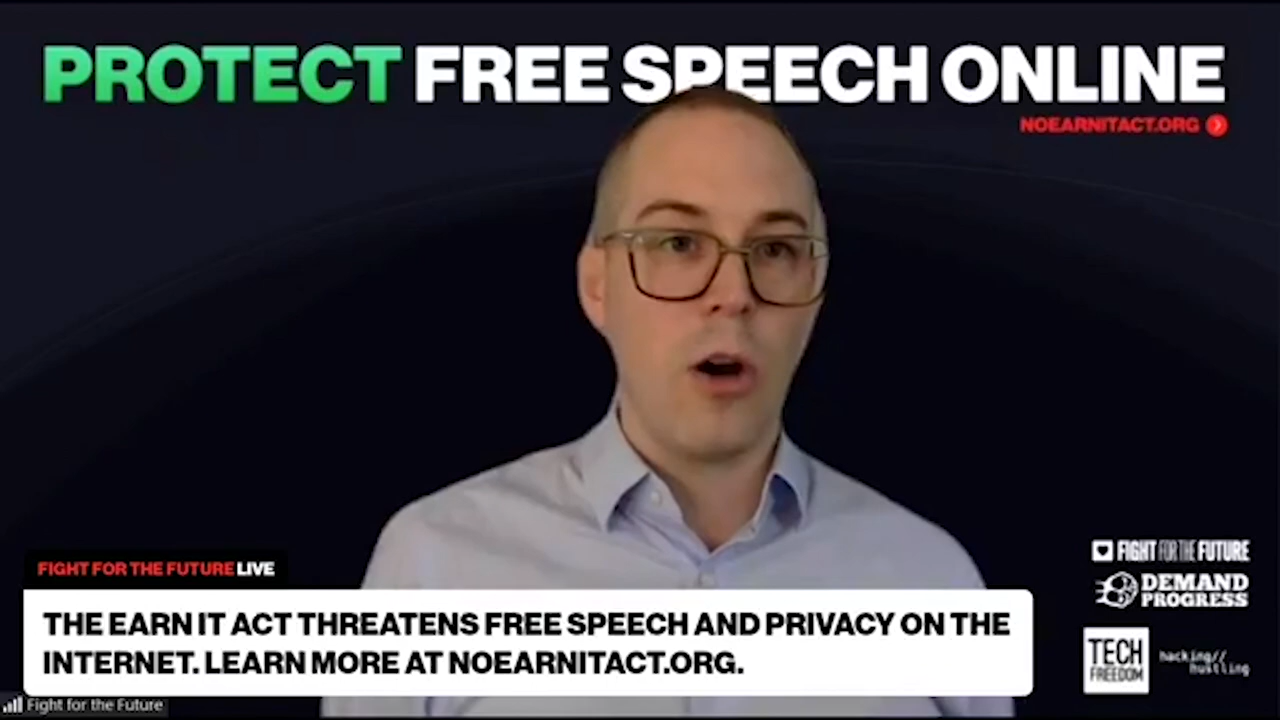 PROTECT FREE SPEECH ONLINE
NOEARNITACT.ORG
FIGHT FOR THE FUTURE
DEMAND
PROGRESS
TECH
FREEDOM
hacking//
hustling
FIGHT FOR THE FUTURE LIVE
THE EARN IT ACT THREATENS FREE SPEECH AND PRIVACY ON THE
INTERNET. LEARN MORE AT NOEARNITACT.ORG.
Fight for the Future